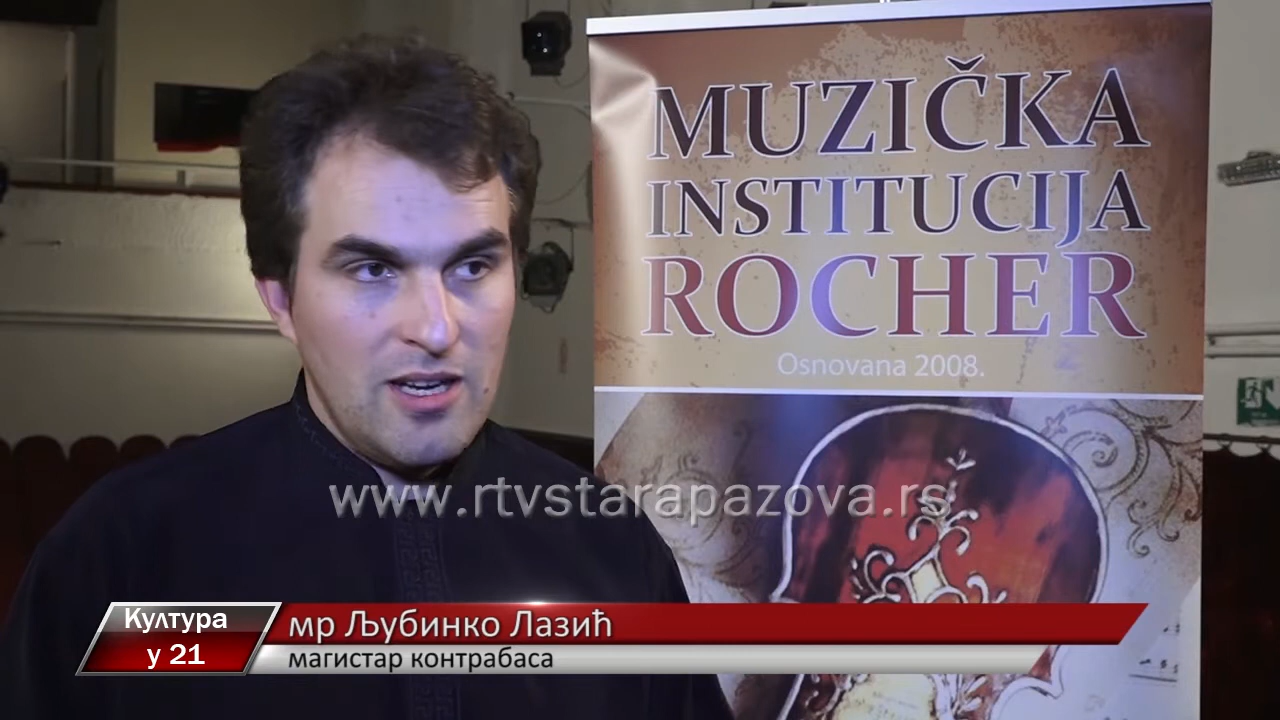 MUZIČKA
INSTITUCIJA
ROCHER
Osnovana 2008.
www.rtvstarapazova.rs
Култура
у 21
мр Љубинко Лазић
магистар контрабаса